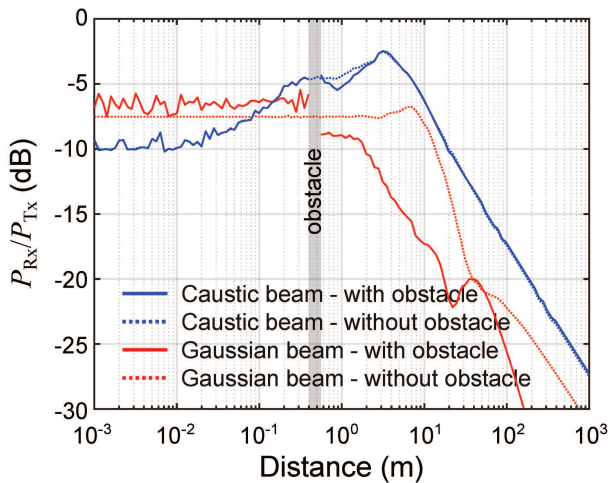 0
-5
-10
-15
-20
-25
-30
P_Rx/P_Tx (dB)
obstacle
Caustic beam - with obstacle
Caustic beam - without obstacle
Gaussian beam - with obstacle
Gaussian beam - without obstacle
10^-3 10^-2 10^-1 10^0 10^1 10^2 10^3
Distance (m)